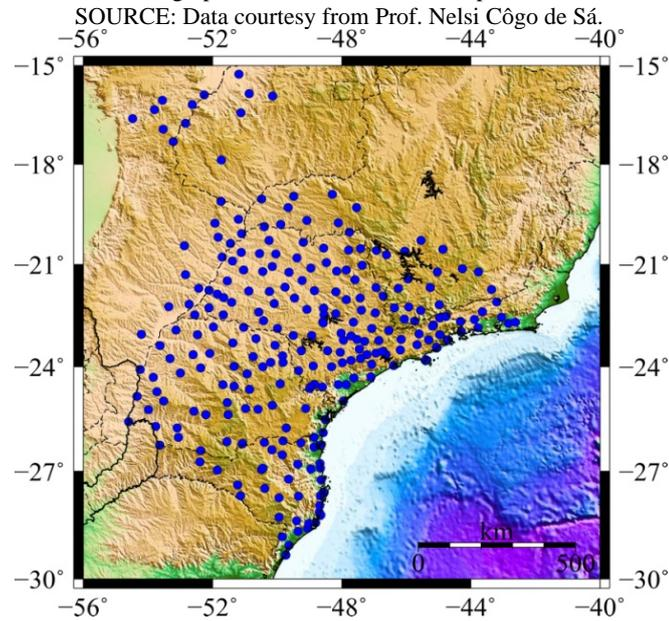 SOURCE: Data courtesy from Prof. Nelsi Côgo de Sá.
−56° −52° −48° −44° −40°
−15° −15°
−18° −18°
−21° −21°
−24° −24°
−27° −27°
km
0 500
−30° −30°
−56° −52° −48° −44° −40°